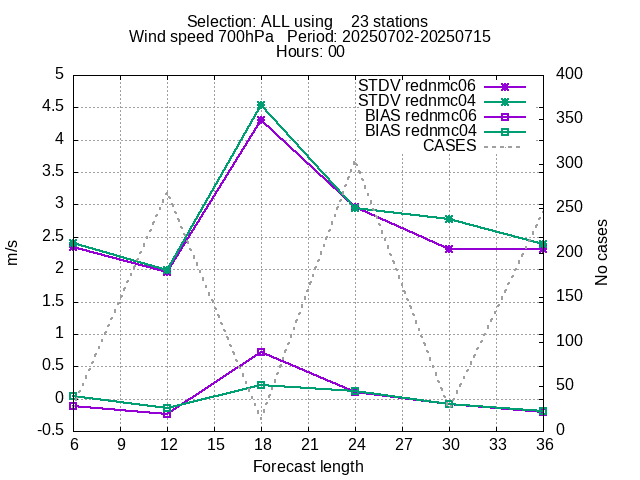 Selection: ALL using    23 stations
Wind speed 700hPa   Period: 20250702-20250715
Hours: 00
STDV rednmc06
STDV rednmc04
BIAS rednmc06
BIAS rednmc04
CASES
5
4.5
4
3.5
3
2.5
2
1.5
1
0.5
0
-0.5
m/s
400
350
300
250
200
150
100
50
0
No cases
6 9 12 15 18 21 24 27 30 33 36
Forecast length